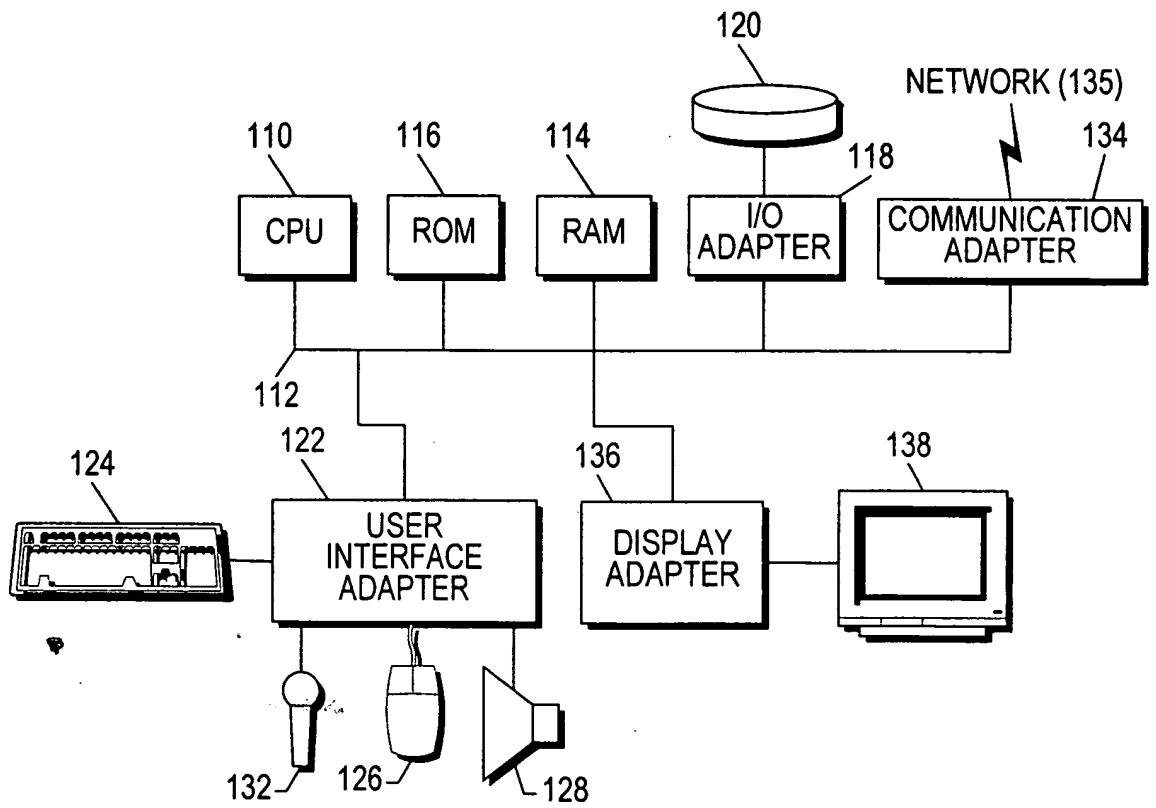 120
NETWORK (135)
110
116
114
118
134
CPU
ROM
RAM
I/O
ADAPTER
COMMUNICATION
ADAPTER
112
124
122
136
138
USER
INTERFACE
ADAPTER
DISPLAY
ADAPTER
132
126
128